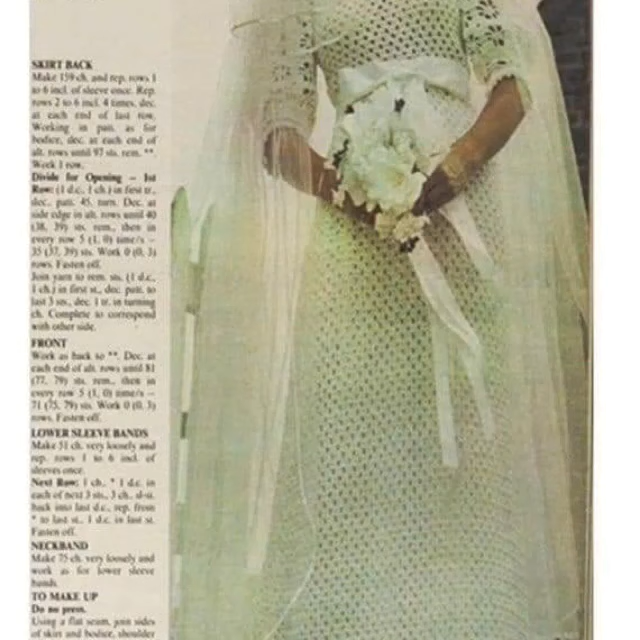 SKIRT BACK
Make 159 ch. and rep. rows 1
to 6 incl. of sleeve once. Rep.
rows 2 to 6 incl. 4 times, dec.
at each end of last row.
Working in patt. as for
bodice, dec. at each end of
alt. rows until 97 sts. rem. **.
Work 1 row.
Divide for Opening – 1st
Row: (1 d.c., 1 ch.) in first tr.,
dec., patt. 45, turn. Dec. at
side edge in alt. rows until 40
(38, 39) sts. rem., then in
every row 5 (1, 0) time/s –
35 (37, 39) sts. Work 0 (0, 3)
rows. Fasten off.
Join yarn to rem. sts. (1 d.c.,
1 ch.) in first st., dec. patt. to
last 3 sts., dec. 1 tr. in turning
ch. Complete to correspond
with other side.
FRONT
Work as back to **. Dec. at
each end of alt. rows until 81
(77, 79) sts. rem., then in
every row 5 (1, 0) time/s –
71 (75, 79) sts. Work 0 (0, 3)
rows. Fasten off.
LOWER SLEEVE BANDS
Make 51 ch. very loosely and
rep. rows 1 to 6 incl. of
sleeves once.
Next Row: 1 ch., * 1 d.c. in
each of next 3 sts., 3 ch., sl-st.
back into last d.c., rep. from
* to last st., 1 d.c. in last st.
Fasten off.
NECKBAND
Make 75 ch. very loosely and
work as for lower sleeve
bands.
TO MAKE UP
Do no press.
Using a flat seam, join sides
of skirt and bodice, shoulder